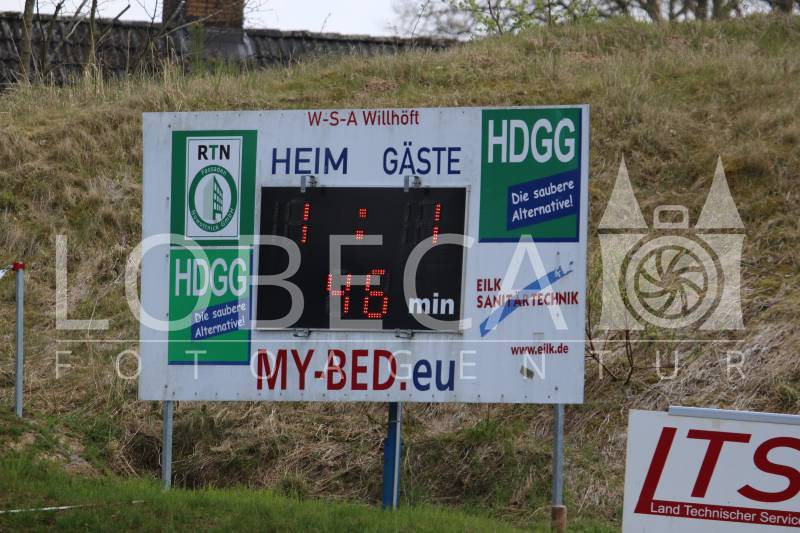 W-S-A Willhöft
RTN
HEIM GÄSTE
HDGG
Die saubere
Alternative!
1 : 1
46 min
HDGG
Die saubere
Alternative!
EILK
SANITÄRTECHNIK
www.eilk.de
MY-BED.eu
LOBECA
FOTOAGENTUR
LTS
Land Technischer Service